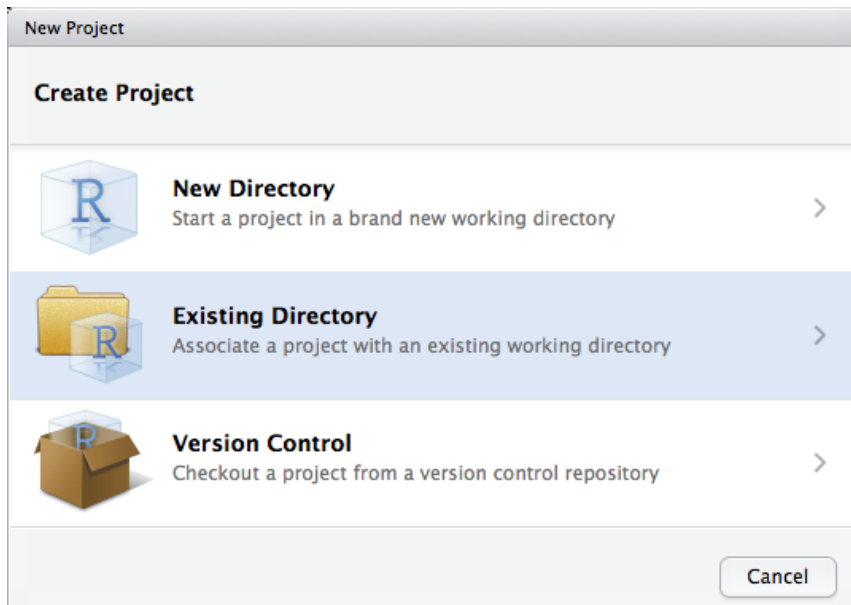 New Project
Create Project
R
New Directory
Start a project in a brand new working directory
R
Existing Directory
Associate a project with an existing working directory
R
Version Control
Checkout a project from a version control repository
Cancel